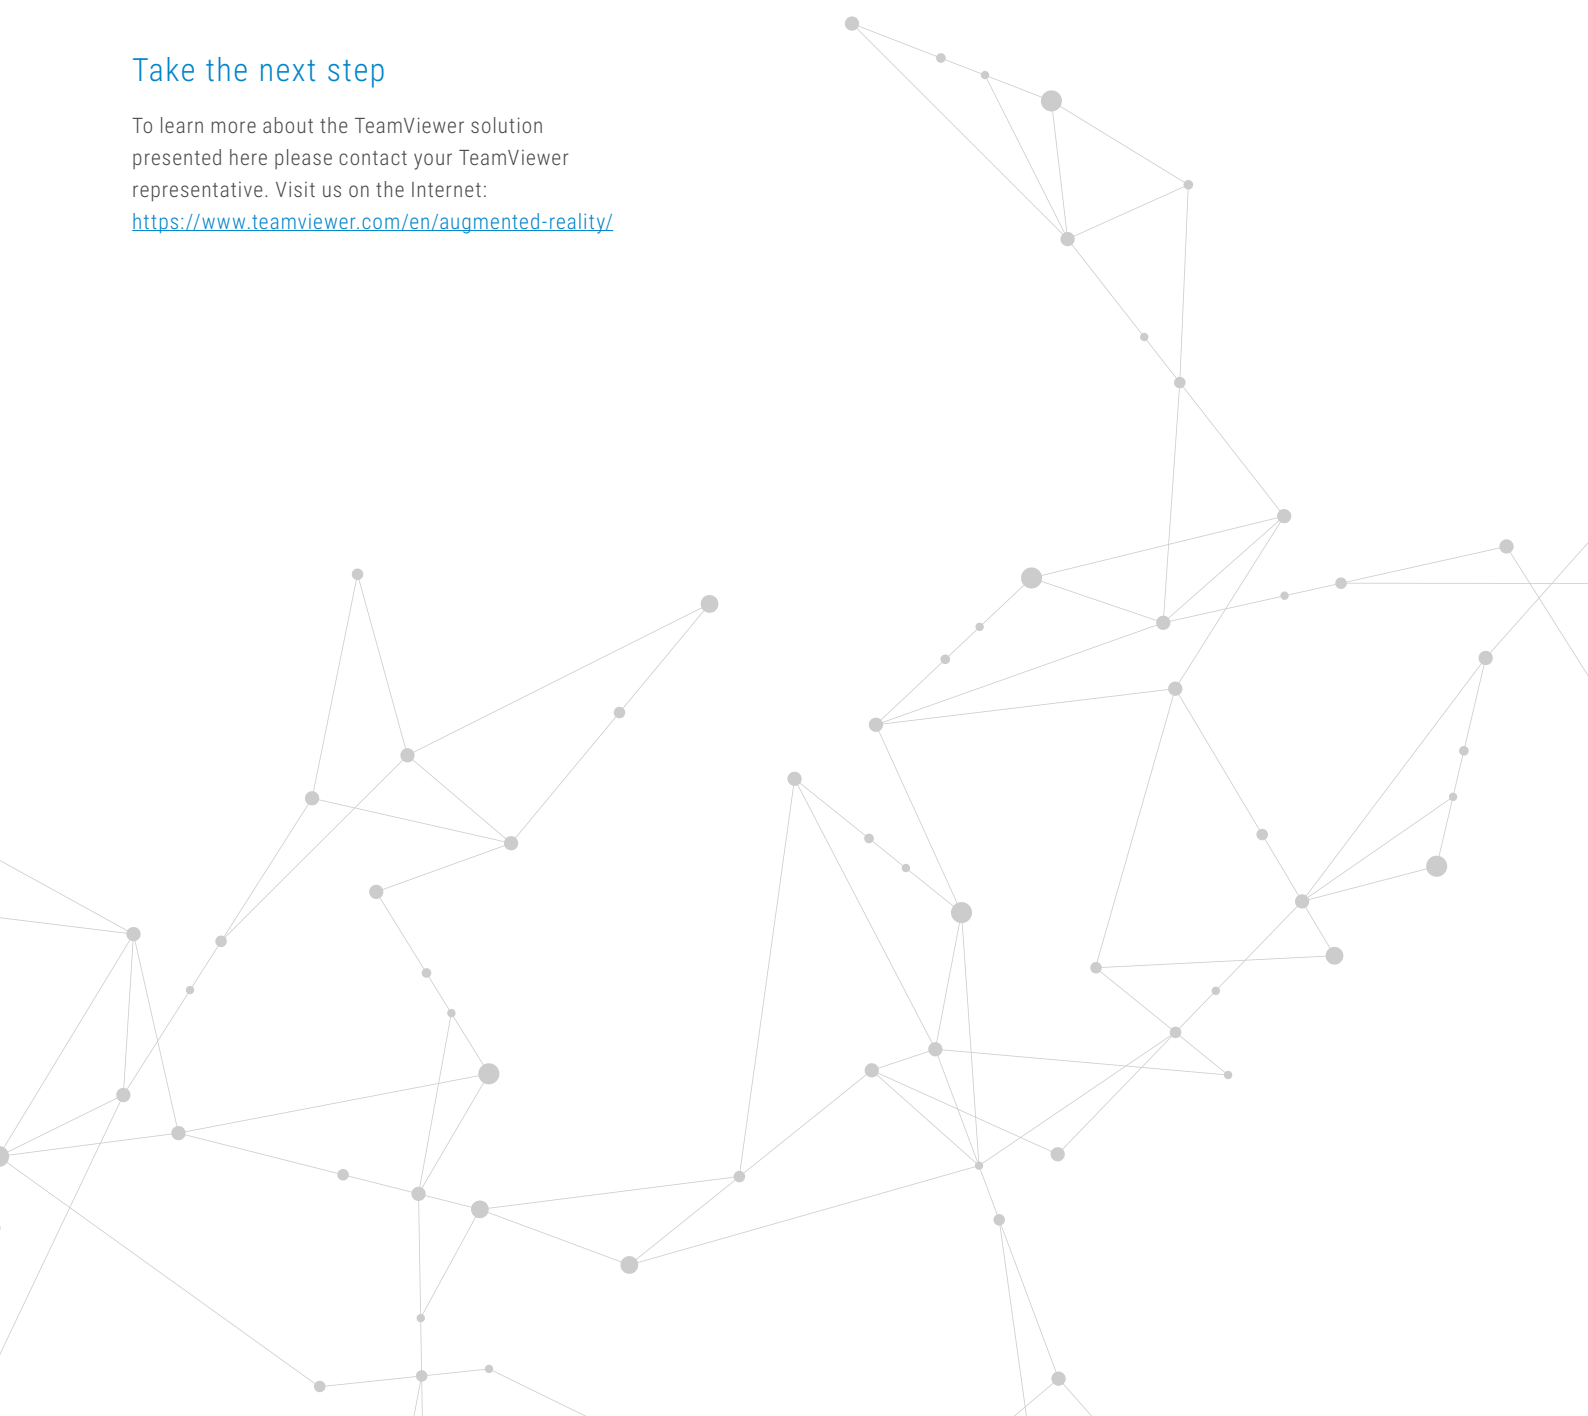 Take the next step
To learn more about the TeamViewer solution
presented here please contact your TeamViewer
representative. Visit us on the Internet:
https://www.teamviewer.com/en/augmented-reality/